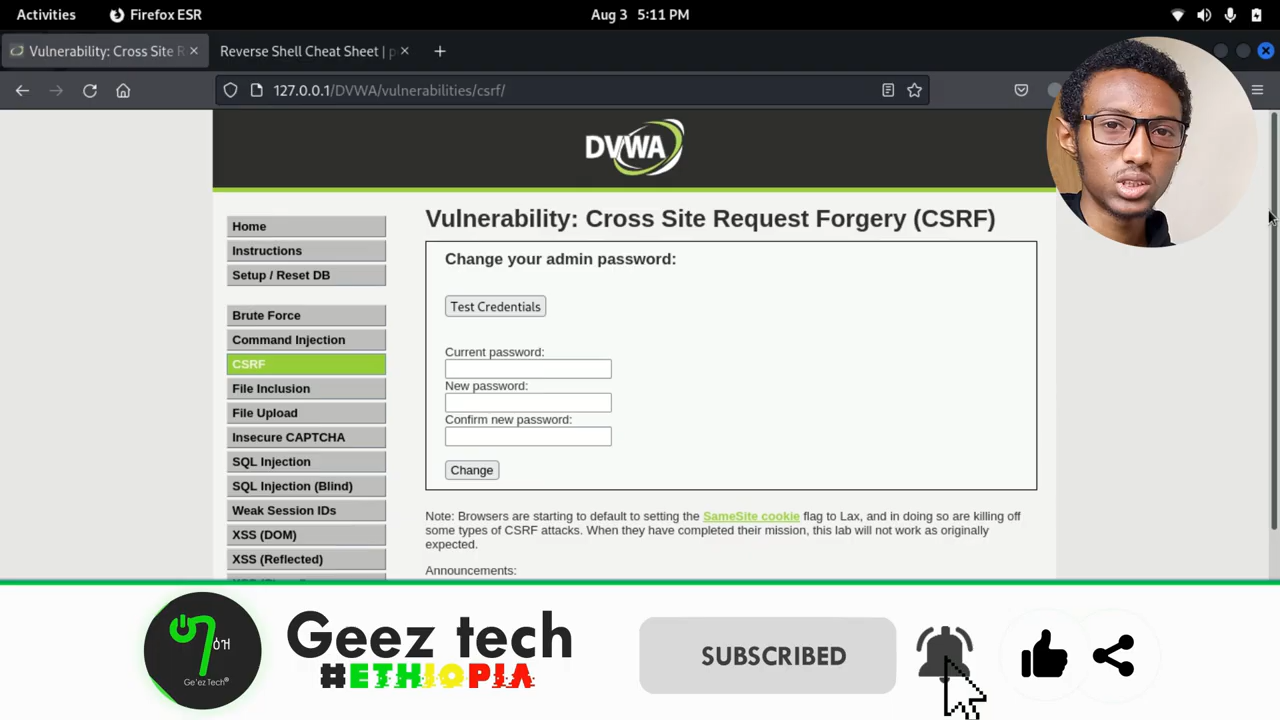 Activities
Firefox ESR
Aug 3 5:11 PM
Vulnerability: Cross Site R
Reverse Shell Cheat Sheet | p
127.0.0.1/DVWA/vulnerabilities/csrf/
DVWA
Vulnerability: Cross Site Request Forgery (CSRF)
Home
Instructions
Setup / Reset DB
Brute Force
Command Injection
CSRF
File Inclusion
File Upload
Insecure CAPTCHA
SQL Injection
SQL Injection (Blind)
Weak Session IDs
XSS (DOM)
XSS (Reflected)
Change your admin password:
Test Credentials
Current password:
New password:
Confirm new password:
Change
Note: Browsers are starting to default to setting the SameSite cookie flag to Lax, and in doing so are killing off
some types of CSRF attacks. When they have completed their mission, this lab will not work as originally
expected.
Announcements:
Ge'ez Tech®
Geez tech
#ETHIOPIA
SUBSCRIBED